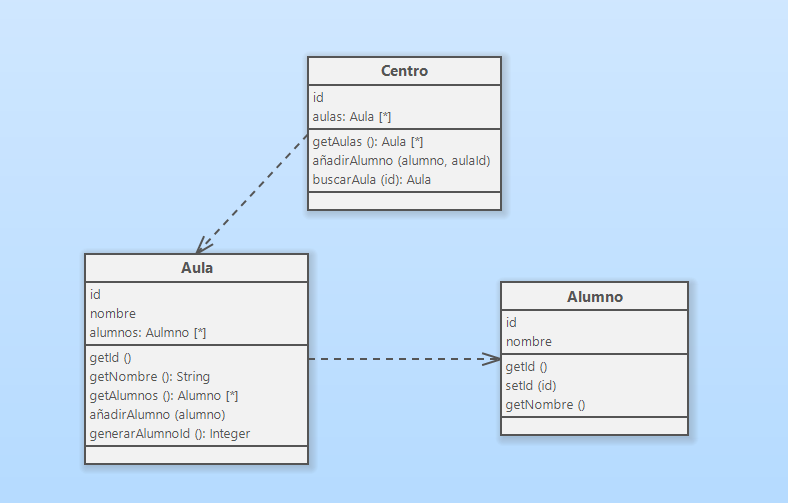 Centro
id
aulas: Aula [*]
getAulas (): Aula [*]
añadirAlumno (alumno, aulaId)
buscarAula (id): Aula
Aula
id
nombre
alumnos: Aulmno [*]
getId ()
getNombre (): String
getAlumnos (): Alumno [*]
añadirAlumno (alumno)
generarAlumnoId (): Integer
Alumno
id
nombre
getId ()
setId (id)
getNombre ()